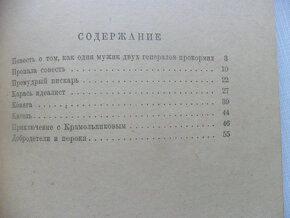 СОДЕРЖАНИЕ
Повесть о том, как один мужик двух генералов прокормил 3
Пропала совесть 10
Премудрый пискарь 22
Карась идеалист 27
Коняга 39
Кисель 44
Приключение с Крамольниковым 46
Добродетели и пороки 55